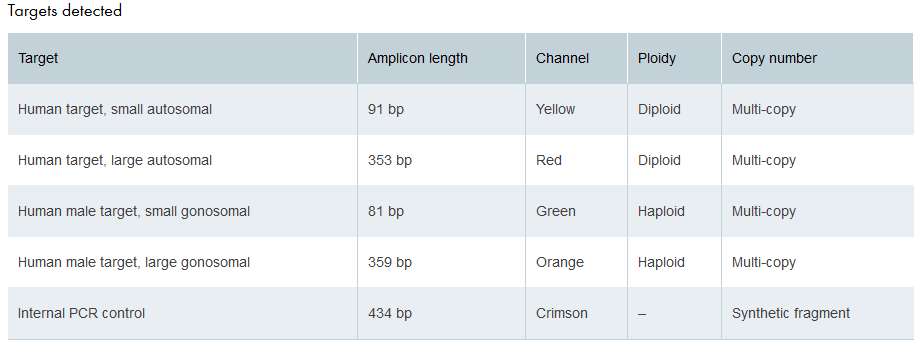 Targets detected
Target Amplicon length Channel Ploidy Copy number
Human target, small autosomal 91 bp Yellow Diploid Multi-copy
Human target, large autosomal 353 bp Red Diploid Multi-copy
Human male target, small gonosomal 81 bp Green Haploid Multi-copy
Human male target, large gonosomal 359 bp Orange Haploid Multi-copy
Internal PCR control 434 bp Crimson – Synthetic fragment